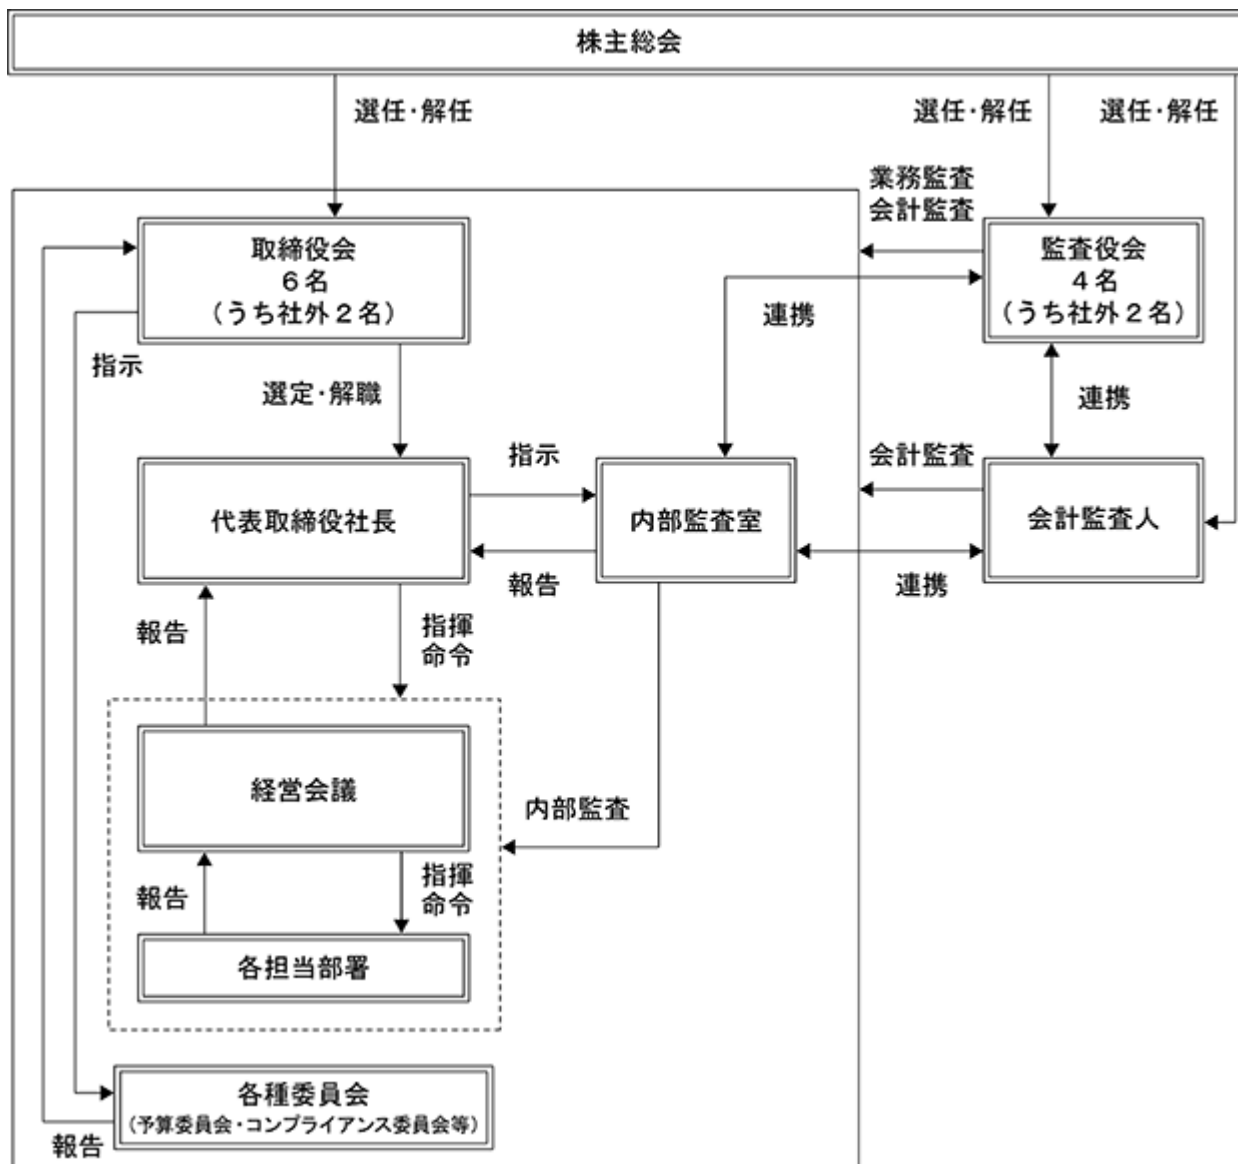 株主総会
選任・解任
選任・解任
選任・解任
業務監査
会計監査
取締役会
６名
（うち社外２名）
監査役会
４名
（うち社外２名）
連携
指示
選定・解職
連携
指示
会計監査
代表取締役社長
内部監査室
会計監査人
報告
連携
報告
指揮
命令
経営会議
内部監査
報告
指揮
命令
各担当部署
各種委員会
（予算委員会・コンプライアンス委員会等）
報告